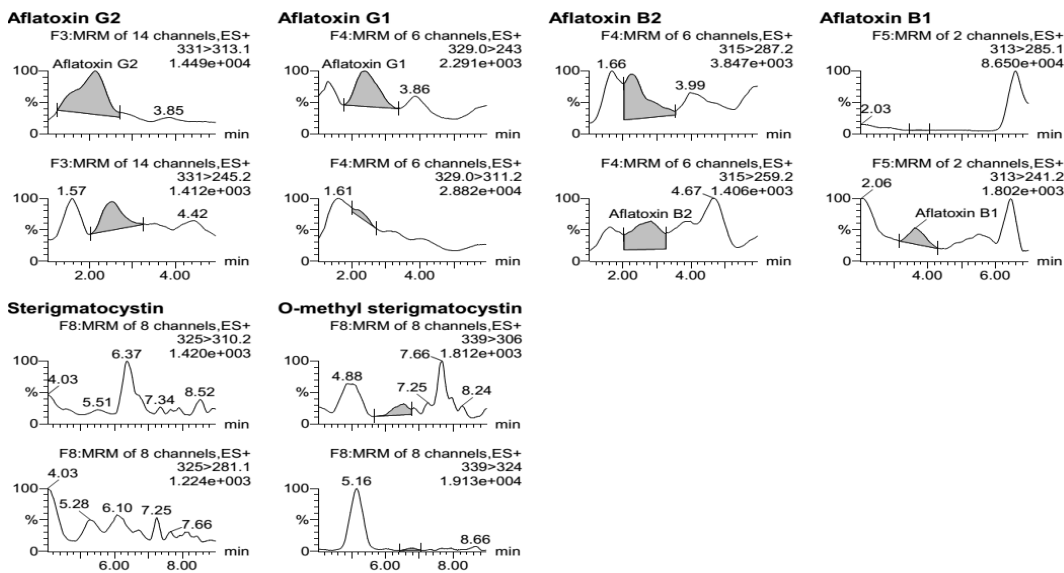 Aflatoxin G2
F3:MRM of 14 channels,ES+
331>313.1
1.449e+004
Aflatoxin G2
3.85
100
%
0
min
F3:MRM of 14 channels,ES+
331>245.2
1.412e+003
1.57
4.42
100
%
0
min
2.00 4.00
Aflatoxin G1
F4:MRM of 6 channels,ES+
329.0>243
2.291e+003
Aflatoxin G1
3.86
100
%
0
min
F4:MRM of 6 channels,ES+
329.0>311.2
2.882e+004
1.61
100
%
0
min
2.00 4.00
Aflatoxin B2
F4:MRM of 6 channels,ES+
315>287.2
3.847e+003
1.66
3.99
100
%
0
min
F4:MRM of 6 channels,ES+
315>259.2
4.67 1.406e+003
Aflatoxin B2
100
%
0
min
2.00 4.00
Aflatoxin B1
F5:MRM of 2 channels,ES+
313>285.1
8.650e+004
2.03
100
%
0
min
F5:MRM of 2 channels,ES+
313>241.2
1.802e+003
2.06
Aflatoxin B1
100
%
0
min
4.00 6.00
Sterigmatocystin
F8:MRM of 8 channels,ES+
325>310.2
1.420e+003
6.37
4.03
5.51
7.34
8.52
100
%
0
min
F8:MRM of 8 channels,ES+
325>281.1
1.223e+003
4.03
5.28 6.10 7.25
7.66
100
%
0
min
6.00 8.00
O-methyl sterigmatocystin
F8:MRM of 8 channels,ES+
339>306
7.66 1.812e+003
4.88
7.25
8.24
100
%
0
min
F8:MRM of 8 channels,ES+
339>324
1.913e+004
5.16
8.66
100
%
0
min
6.00 8.00